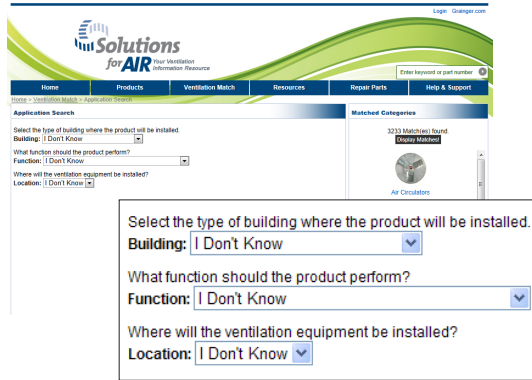 Login Grainger.com
Solutions
for AIR Your Ventilation
Information Resource
Enter keyword or part number
Home Products Ventilation Match Resources Repair Parts Help & Support
Home > Ventilation Match > Application Search
Application Search
Matched Categories
Select the type of building where the product will be installed.
Building: I Don't Know
What function should the product perform?
Function: I Don't Know
Where will the ventilation equipment be installed?
Location: I Don't Know
3233 Match(es) found.
Display Matches!
Air Circulators
Select the type of building where the product will be installed.
Building: I Don't Know
What function should the product perform?
Function: I Don't Know
Where will the ventilation equipment be installed?
Location: I Don't Know